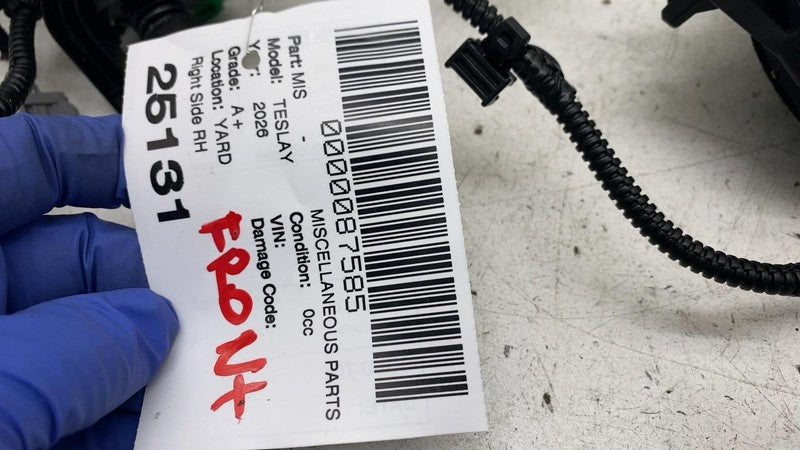 0000087585
MISCELLANEOUS PARTS
Part: MIS -
Model: TESLAY
Condition: 0cc
Year: 2026
VIN:
Grade: A+
Damage Code:
Location: YARD
Right Side RH
25131
FRONT